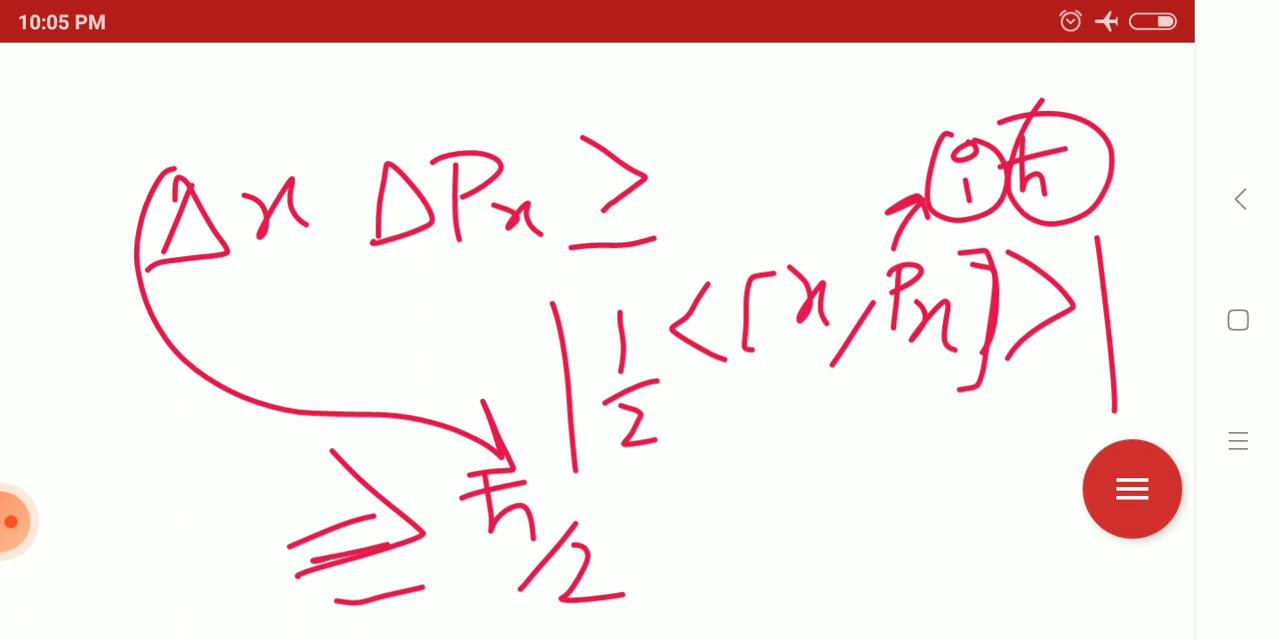 10:05 PM
Δx ΔPx ≥
iħ
|1/2 <[x, Px]>|
≥ ħ/2